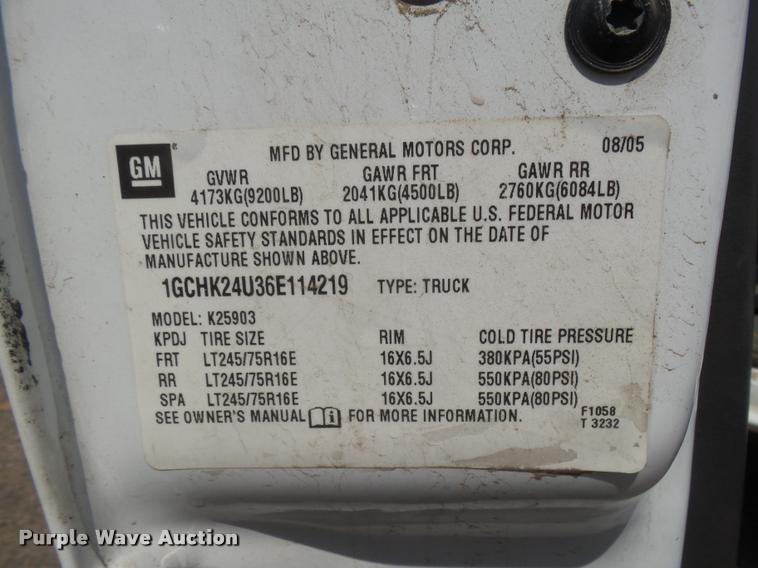 GM ® MFD BY GENERAL MOTORS CORP. 08/05
GVWR GAWR FRT GAWR RR
4173KG(9200LB) 2041KG(4500LB) 2760KG(6084LB)
THIS VEHICLE CONFORMS TO ALL APPLICABLE U.S. FEDERAL MOTOR
VEHICLE SAFETY STANDARDS IN EFFECT ON THE DATE OF
MANUFACTURE SHOWN ABOVE.
1GCHK24U36E114219 TYPE: TRUCK
MODEL: K25903
KPDJ TIRE SIZE RIM COLD TIRE PRESSURE
FRT LT245/75R16E 16X6.5J 380KPA(55PSI)
RR LT245/75R16E 16X6.5J 550KPA(80PSI)
SPA LT245/75R16E 16X6.5J 550KPA(80PSI)
SEE OWNER'S MANUAL FOR MORE INFORMATION. F1058
T 3232
Purple Wave Auction